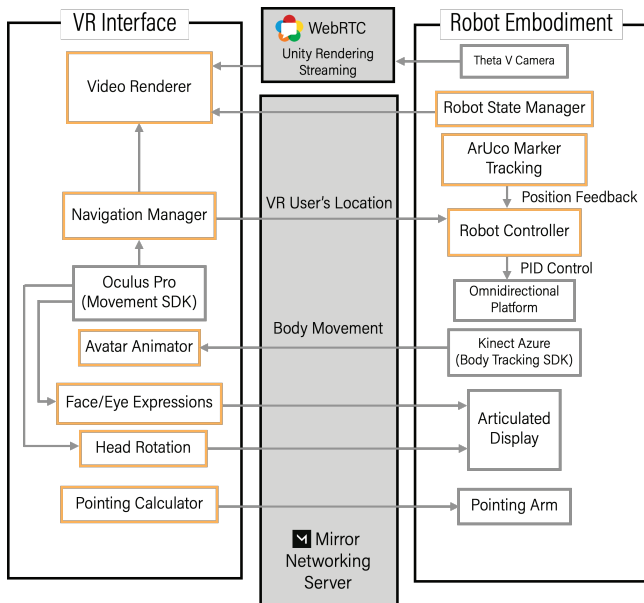 VR Interface
WebRTC
Unity Rendering
Streaming
Robot Embodiment
Theta V Camera
Video Renderer
Robot State Manager
ArUco Marker
Tracking
Position Feedback
Navigation Manager
VR User's Location
Robot Controller
PID Control
Oculus Pro
(Movement SDK)
Omnidirectional
Platform
Body Movement
Avatar Animator
Kinect Azure
(Body Tracking SDK)
Face/Eye Expressions
Articulated
Display
Head Rotation
Pointing Calculator
Pointing Arm
Mirror
Networking
Server